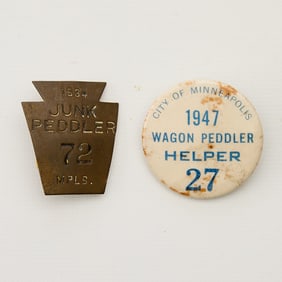 1934
JUNK
PEDDLER
72
MPLS.
CITY OF MINNEAPOLIS
1947
WAGON PEDDLER
HELPER
27